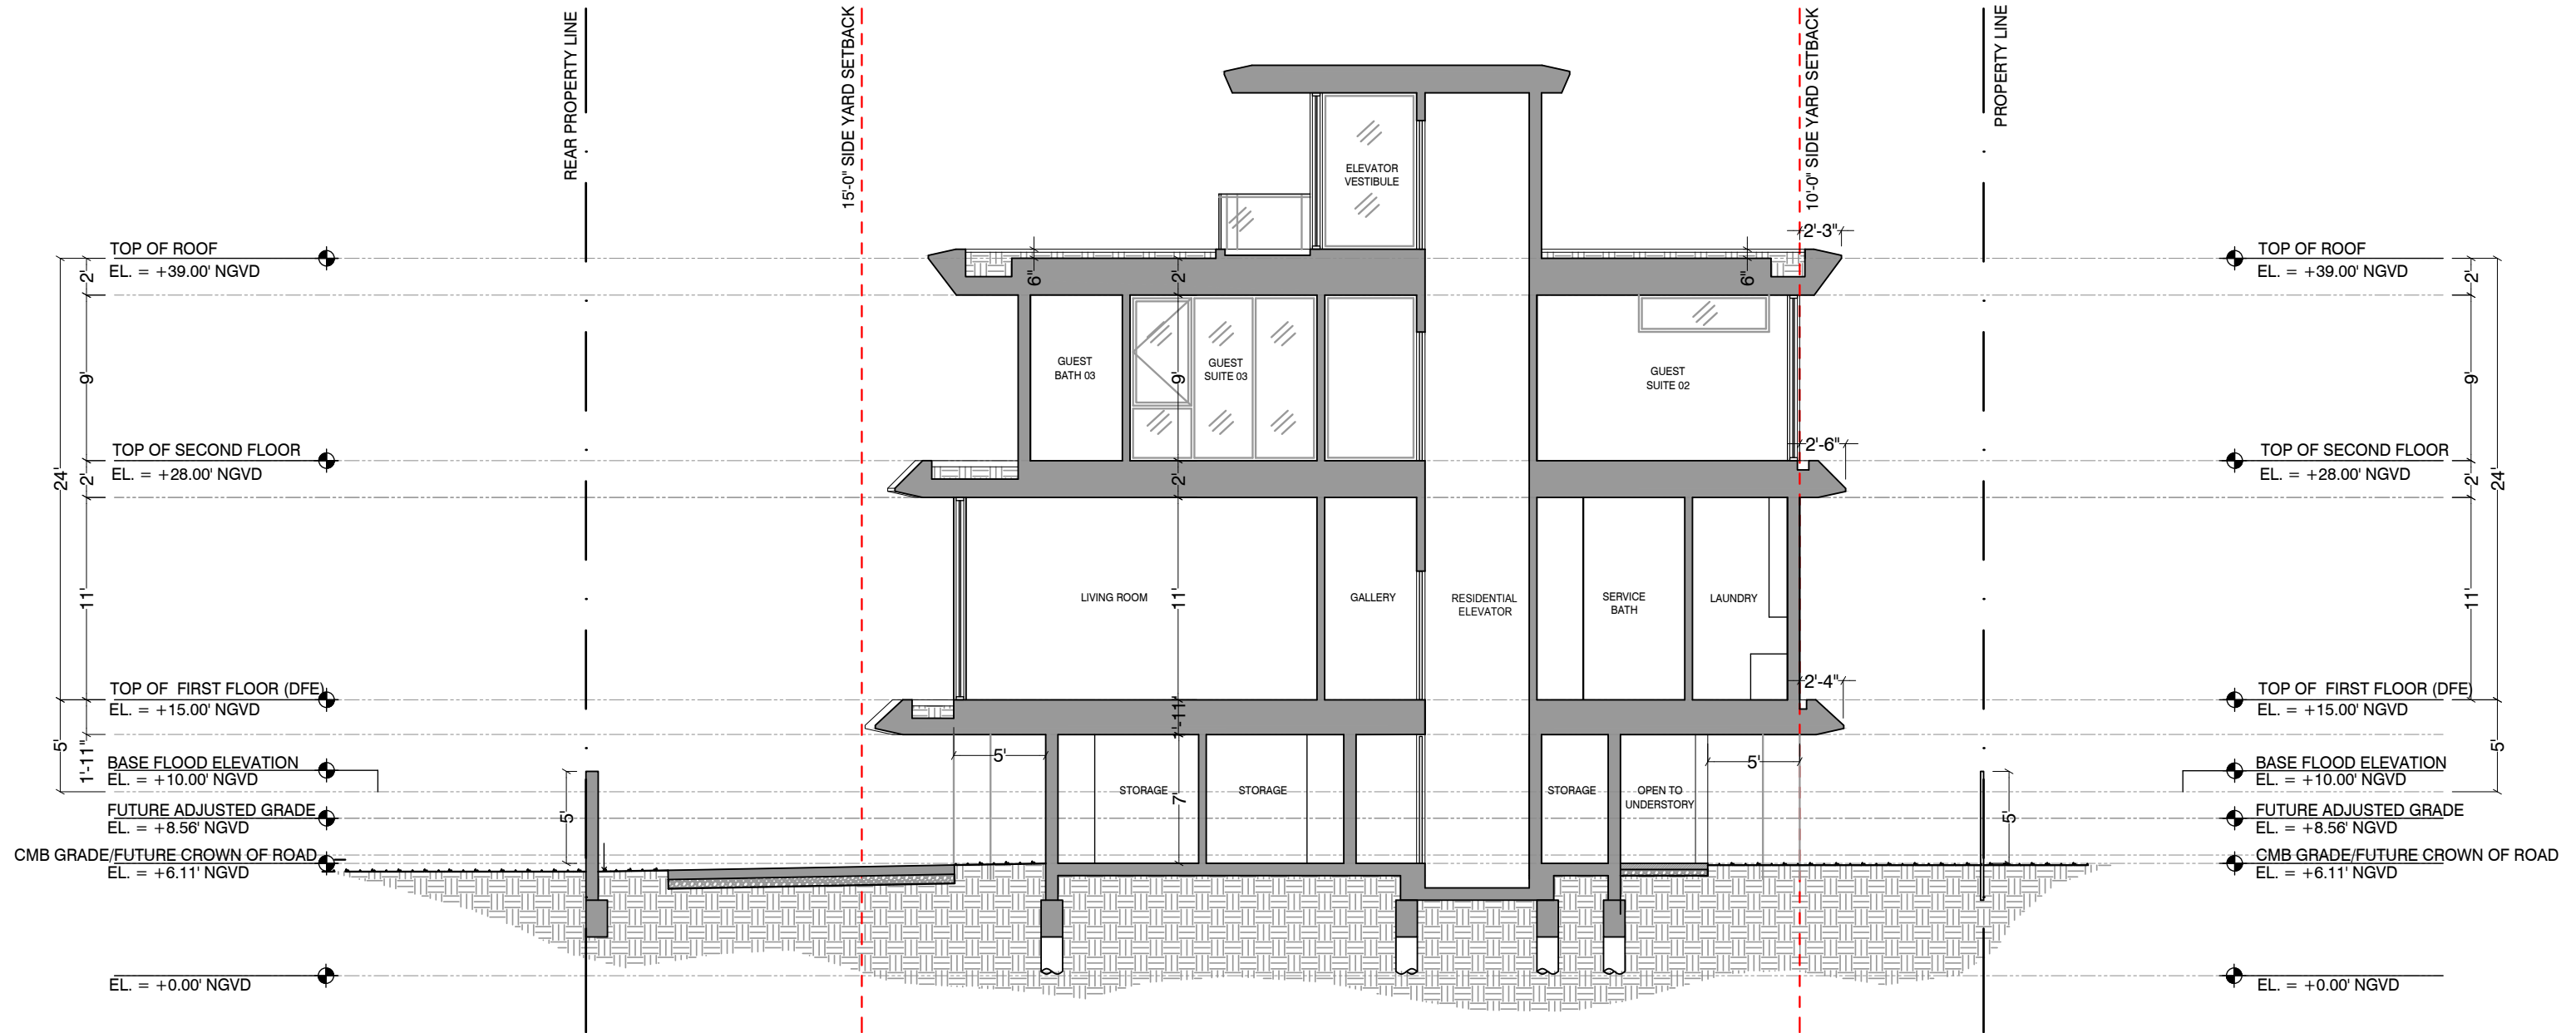 REAR PROPERTY LINE
15'-0" SIDE YARD SETBACK
10'-0" SIDE YARD SETBACK
PROPERTY LINE
ELEVATOR
VESTIBULE
2'-3"
TOP OF ROOF
EL. = +39.00' NGVD
2'
6"
2'
6"
TOP OF ROOF
EL. = +39.00' NGVD
2'
9'
GUEST
BATH 03
9'
GUEST
SUITE 03
GUEST
SUITE 02
9'
2'-6"
TOP OF SECOND FLOOR
EL. = +28.00' NGVD
24'
2'
2'
TOP OF SECOND FLOOR
EL. = +28.00' NGVD
2'
24'
11'
LIVING ROOM
11'
GALLERY
RESIDENTIAL
ELEVATOR
SERVICE
BATH
LAUNDRY
11'
2'-4"
TOP OF FIRST FLOOR (DFE)
EL. = +15.00' NGVD
1'-11"
TOP OF FIRST FLOOR (DFE)
EL. = +15.00' NGVD
5'
1'-11"
5'
5'
5'
BASE FLOOD ELEVATION
EL. = +10.00' NGVD
BASE FLOOD ELEVATION
EL. = +10.00' NGVD
STORAGE
7'
STORAGE
STORAGE
OPEN TO
UNDERSTORY
5'
5'
FUTURE ADJUSTED GRADE
EL. = +8.56' NGVD
FUTURE ADJUSTED GRADE
EL. = +8.56' NGVD
CMB GRADE/FUTURE CROWN OF ROAD
EL. = +6.11' NGVD
CMB GRADE/FUTURE CROWN OF ROAD
EL. = +6.11' NGVD
EL. = +0.00' NGVD
EL. = +0.00' NGVD